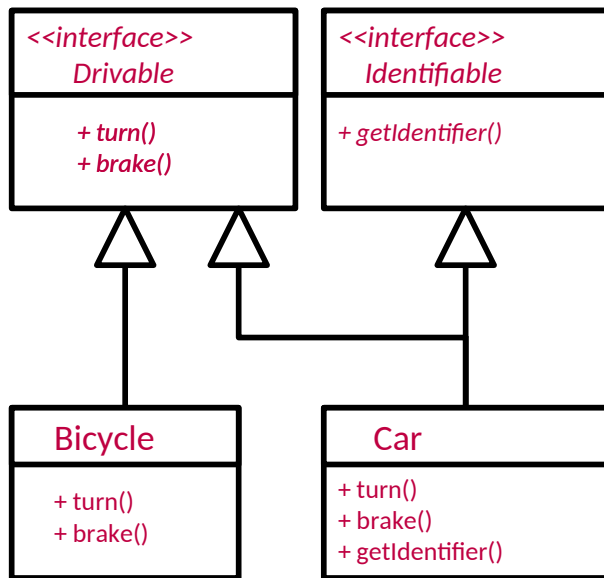 <<interface>>
Drivable
+ turn()
+ brake()
<<interface>>
Identifiable
+ getIdentifier()
Bicycle
+ turn()
+ brake()
Car
+ turn()
+ brake()
+ getIdentifier()